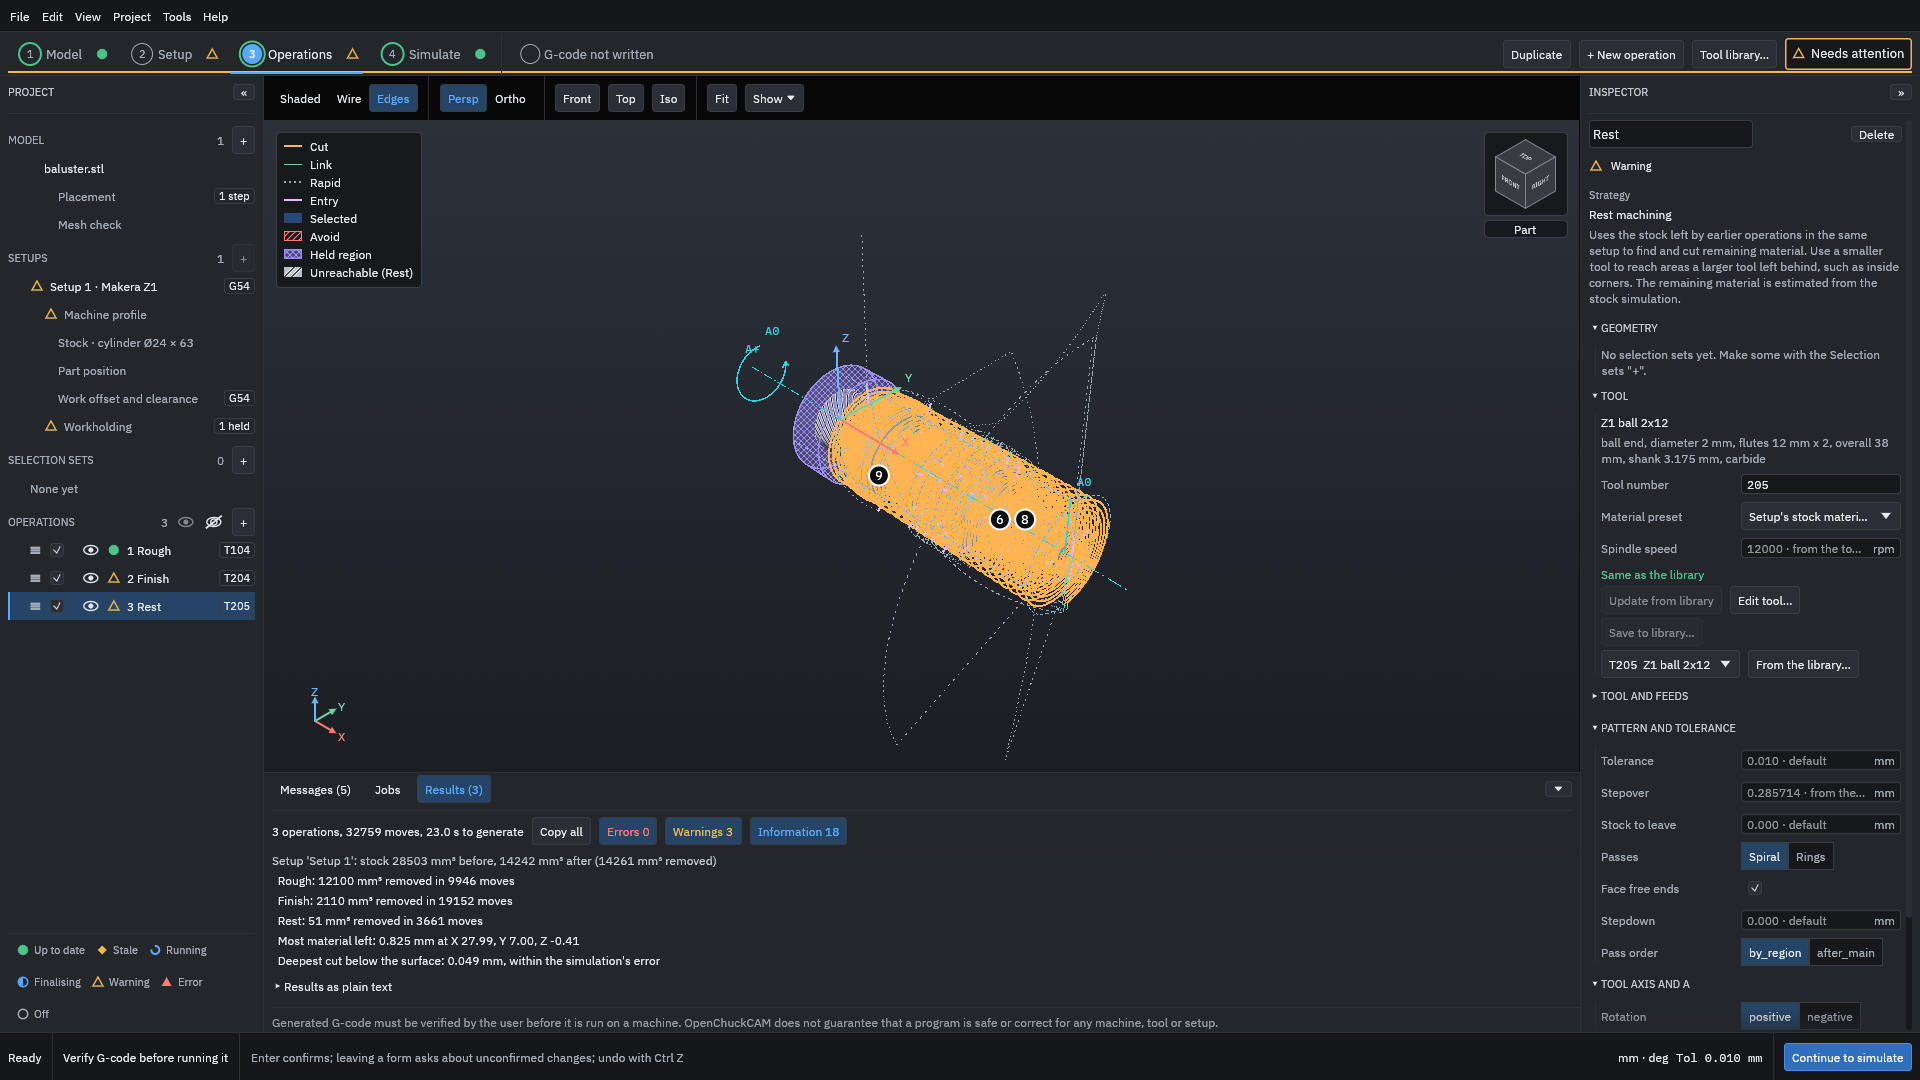 File Edit View Project Tools Help
1 Model 2 Setup 3 Operations 4 Simulate G-code not written Duplicate + New operation Tool library... Needs attention
PROJECT «
Shaded Wire Edges Persp Ortho Front Top Iso Fit Show
INSPECTOR »
MODEL 1 +
baluster.stl
Placement 1 step
Mesh check
SETUPS 1 +
Setup 1 · Makera Z1 G54
Machine profile
Stock · cylinder Ø24 × 63
Part position
Work offset and clearance G54
Workholding 1 held
SELECTION SETS 0 +
None yet
OPERATIONS 3 +
1 Rough T104
2 Finish T204
3 Rest T205
Up to date Stale Running
Finalising Warning Error
Off
Cut
Link
Rapid
Entry
Selected
Avoid
Held region
Unreachable (Rest)
TOP
FRONT RIGHT
Part
A0
A+
Z
Y
X
9
6 8
A0
Z
Y
X
Messages (5) Jobs Results (3)
3 operations, 32759 moves, 23.0 s to generate Copy all Errors 0 Warnings 3 Information 18
Setup 'Setup 1': stock 28503 mm³ before, 14242 mm³ after (14261 mm³ removed)
Rough: 12100 mm³ removed in 9946 moves
Finish: 2110 mm³ removed in 19152 moves
Rest: 51 mm³ removed in 3661 moves
Most material left: 0.825 mm at X 27.99, Y 7.00, Z -0.41
Deepest cut below the surface: 0.049 mm, within the simulation's error
Results as plain text
Generated G-code must be verified by the user before it is run on a machine. OpenChuckCAM does not guarantee that a program is safe or correct for any machine, tool or setup.
Rest Delete
Warning
Strategy
Rest machining
Uses the stock left by earlier operations in the same
setup to find and cut remaining material. Use a smaller
tool to reach areas a larger tool left behind, such as inside
corners. The remaining material is estimated from the
stock simulation.
GEOMETRY
No selection sets yet. Make some with the Selection
sets "+".
TOOL
Z1 ball 2x12
ball end, diameter 2 mm, flutes 12 mm x 2, overall 38
mm, shank 3.175 mm, carbide
Tool number 205
Material preset Setup's stock materi...
Spindle speed 12000 · from the to... rpm
Same as the library
Update from library Edit tool...
Save to library...
T205 Z1 ball 2x12 From the library...
TOOL AND FEEDS
PATTERN AND TOLERANCE
Tolerance 0.010 · default mm
Stepover 0.285714 · from the... mm
Stock to leave 0.000 · default mm
Passes Spiral Rings
Face free ends
Stepdown 0.000 · default mm
Pass order by_region after_main
TOOL AXIS AND A
Rotation positive negative
Ready Verify G-code before running it Enter confirms; leaving a form asks about unconfirmed changes; undo with Ctrl Z mm · deg Tol 0.010 mm Continue to simulate